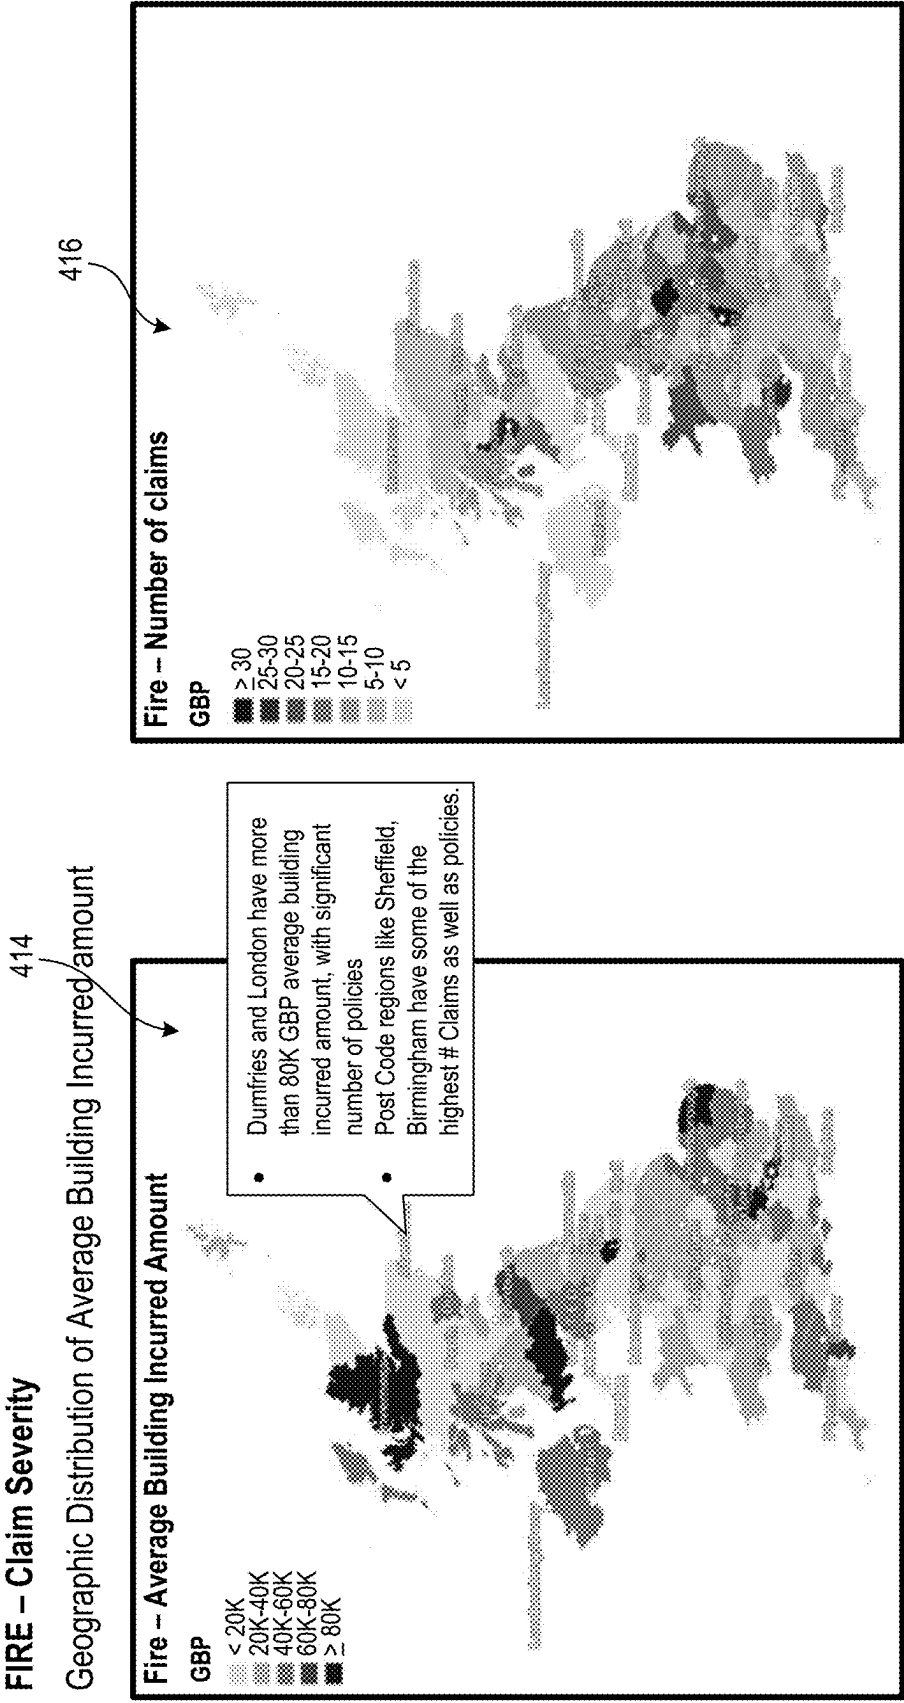 FIRE – Claim Severity
Geographic Distribution of Average Building Incurred amount
414
Fire – Average Building Incurred Amount
GBP
< 20K
20K-40K
40K-60K
60K-80K
≥ 80K
• Dumfries and London have more
than 80K GBP average building
incurred amount, with significant
number of policies
• Post Code regions like Sheffield,
Birmingham have some of the
highest # Claims as well as policies.
416
Fire – Number of claims
GBP
≥ 30
25-30
20-25
15-20
10-15
5-10
< 5